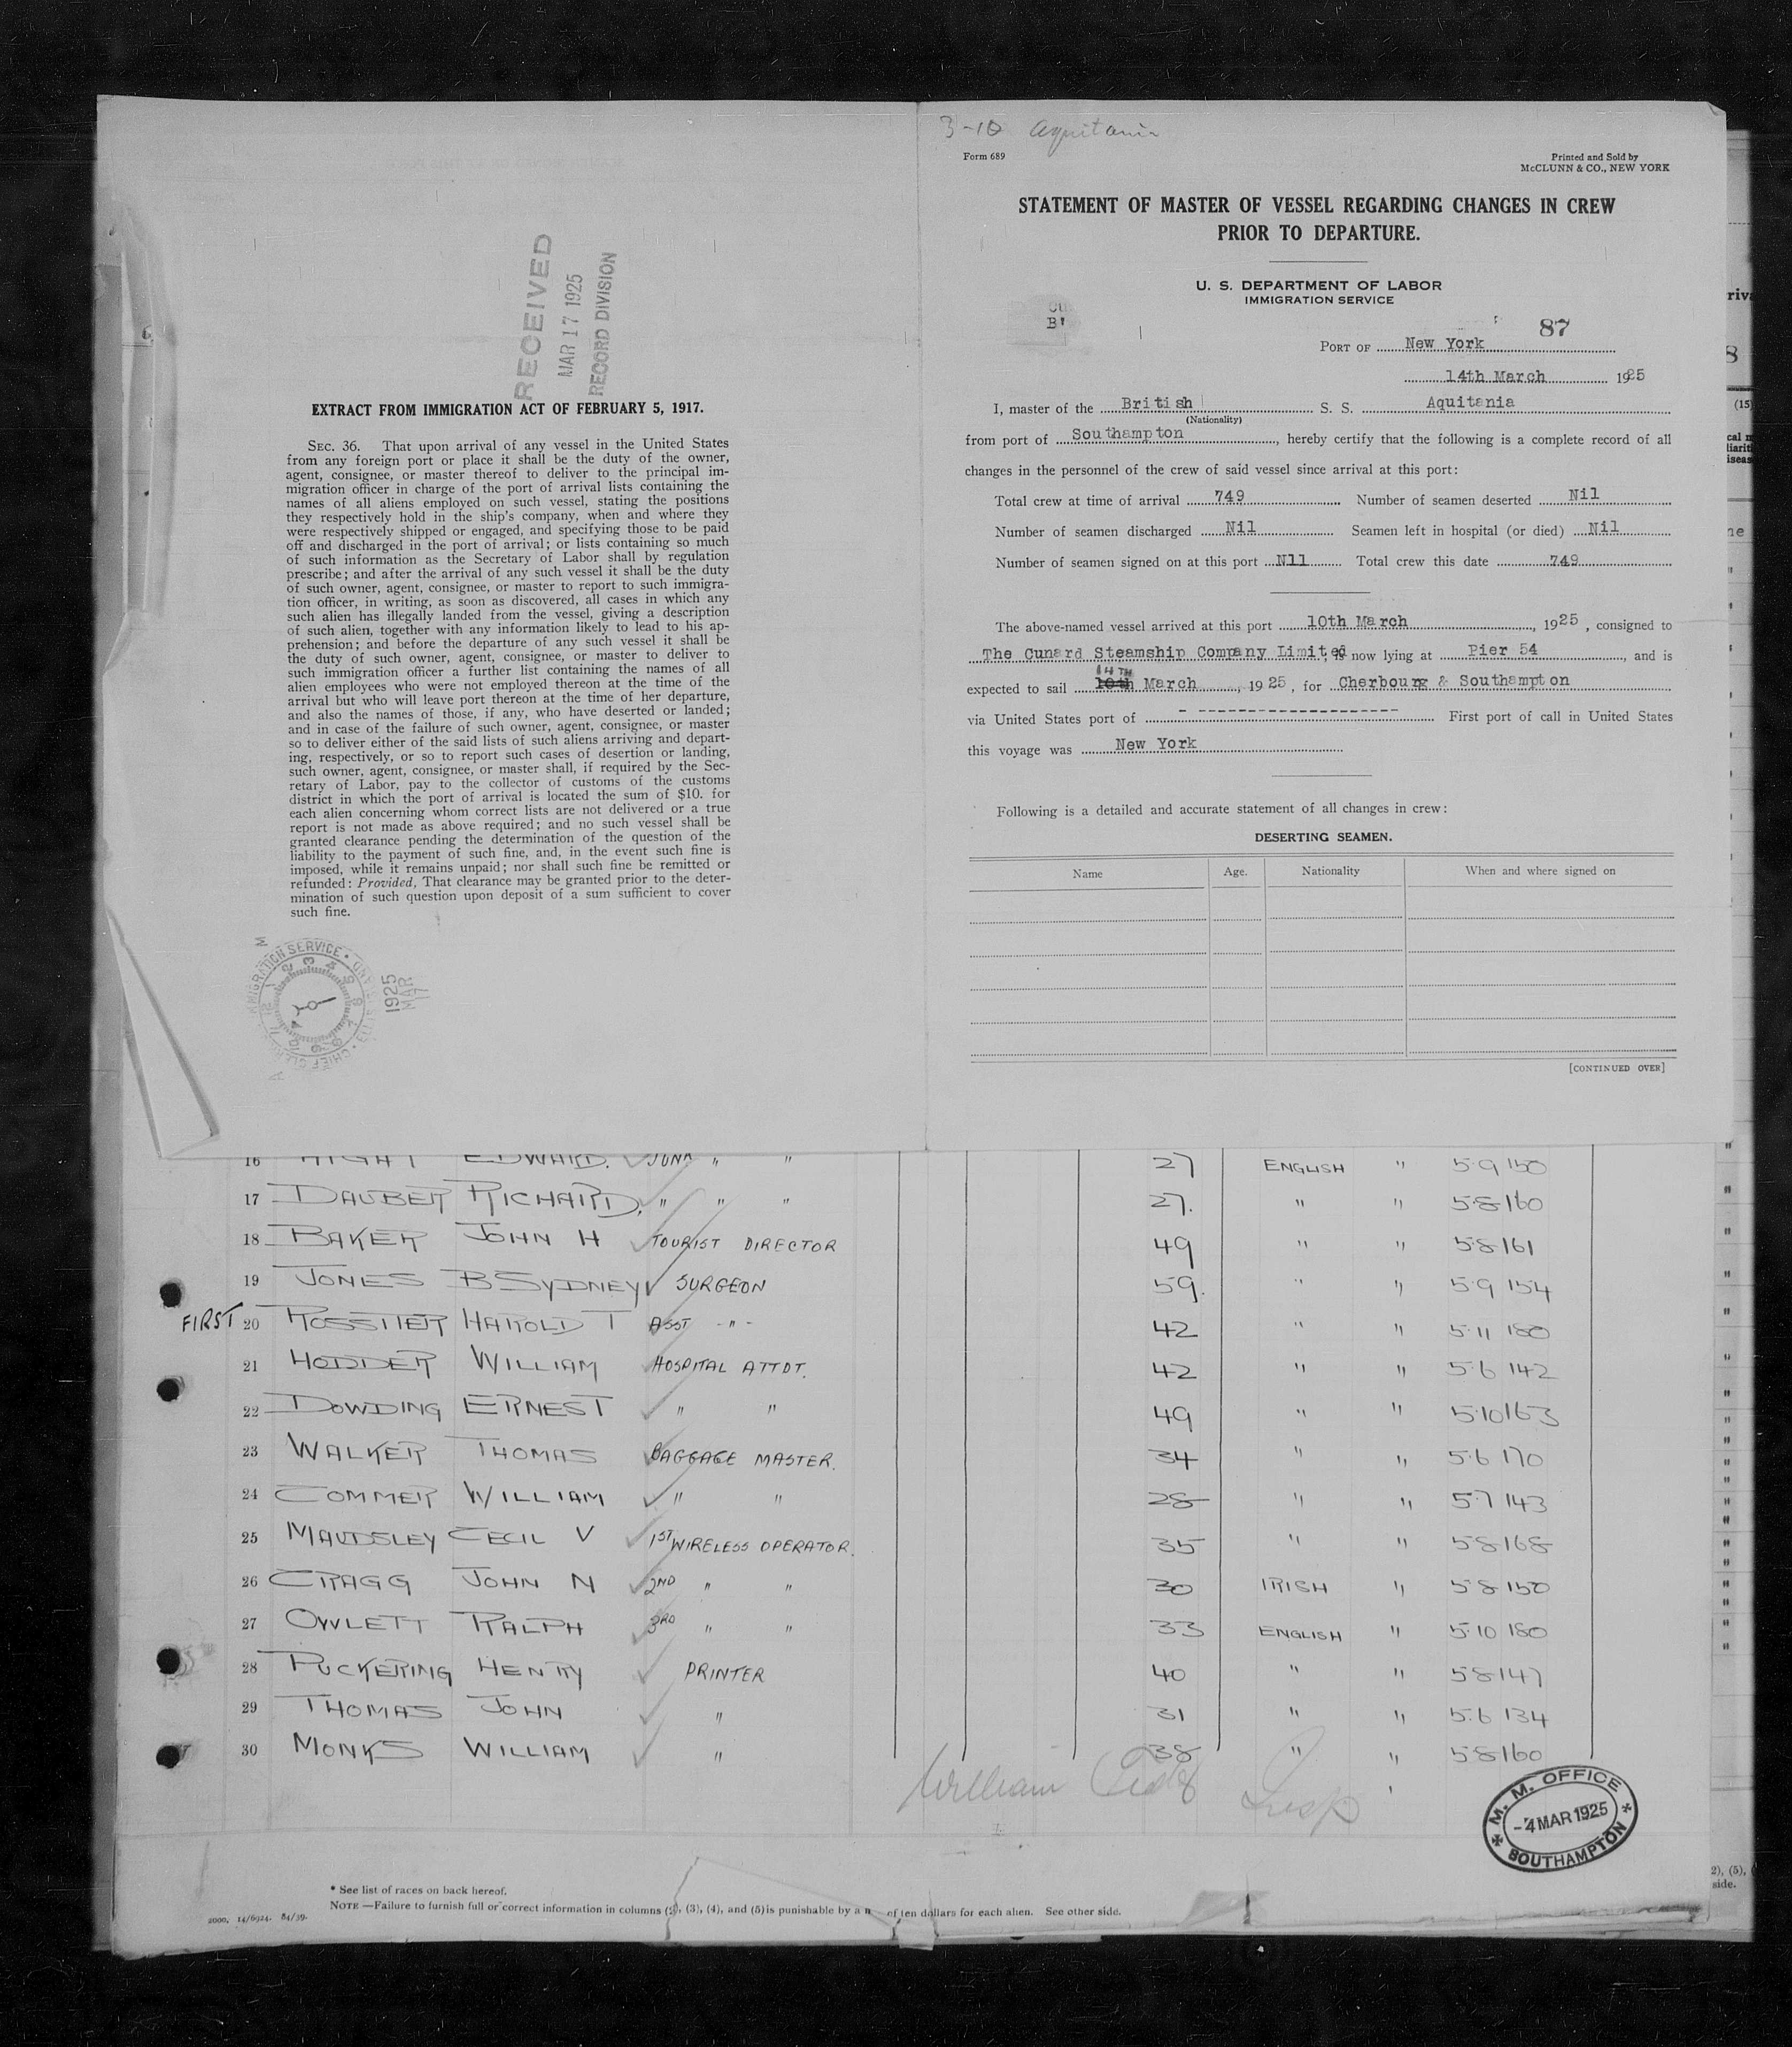 RECEIVED
MAR 17 1925
RECORD DIVISION
EXTRACT FROM IMMIGRATION ACT OF FEBRUARY 5, 1917.
SEC. 36. That upon arrival of any vessel in the United States
from any foreign port or place it shall be the duty of the owner,
agent, consignee, or master thereof to deliver to the principal im-
migration officer in charge of the port of arrival lists containing the
names of all aliens employed on such vessel, stating the positions
they respectively hold in the ship's company, when and where they
were respectively shipped or engaged, and specifying those to be paid
off and discharged in the port of arrival; or lists containing so much
of such information as the Secretary of Labor shall by regulation
prescribe; and after the arrival of any such vessel it shall be the duty
of such owner, agent, consignee, or master to report to such immigra-
tion officer, in writing, as soon as discovered, all cases in which any
such alien has illegally landed from the vessel, giving a description
of such alien, together with any information likely to lead to his ap-
prehension; and before the departure of any such vessel it shall be
the duty of such owner, agent, consignee, or master to deliver to
such immigration officer a further list containing the names of all
alien employees who were not employed thereon at the time of the
arrival but who will leave port thereon at the time of her departure,
and also the names of those, if any, who have deserted or landed;
and in case of the failure of such owner, agent, consignee, or master
so to deliver either of the said lists of such aliens arriving and depart-
ing, respectively, or so to report such cases of desertion or landing,
such owner, agent, consignee, or master shall, if required by the Sec-
retary of Labor, pay to the collector of customs of the customs
district in which the port of arrival is located the sum of $10. for
each alien concerning whom correct lists are not delivered or a true
report is not made as above required; and no such vessel shall be
granted clearance pending the determination of the question of the
liability to the payment of such fine, and, in the event such fine is
imposed, while it remains unpaid; nor shall such fine be remitted or
refunded: Provided, That clearance may be granted prior to the deter-
mination of such question upon deposit of a sum sufficient to cover
such fine.
IMMIGRATION SERVICE
1925
MAR
17
3-10 Aquitania
Form 689
Printed and Sold by
McCLUNN & CO., NEW YORK
STATEMENT OF MASTER OF VESSEL REGARDING CHANGES IN CREW
PRIOR TO DEPARTURE.
U. S. DEPARTMENT OF LABOR
IMMIGRATION SERVICE
87
PORT OF New York
14th March 1925
I, master of the British S. S. Aquitania
(Nationality)
from port of Southampton, hereby certify that the following is a complete record of all
changes in the personnel of the crew of said vessel since arrival at this port:
Total crew at time of arrival 749 Number of seamen deserted Nil
Number of seamen discharged Nil Seamen left in hospital (or died) Nil
Number of seamen signed on at this port N11 Total crew this date 749
The above-named vessel arrived at this port 10th March, 1925, consigned to
The Cunard Steamship Company Limited, is now lying at Pier 54, and is
14TH
expected to sail 10th March, 1925, for Cherbourg & Southampton
via United States port of - - - - - First port of call in United States
this voyage was New York
Following is a detailed and accurate statement of all changes in crew:
DESERTING SEAMEN.
Name Age. Nationality When and where signed on
[CONTINUED OVER]
16 EDWARD. JUNR " " 27 ENGLISH " 5.9 150
17 DAUBER RICHARD. " " " 27. " " 5.8 160
18 BAKER JOHN H TOURIST DIRECTOR 49 " " 5.8 161
19 JONES B SYDNEY SURGEON 59. " " 5.9 154
FIRST 20 ROSSITER HAROLD T ASST -"- 42 " " 5.11 180
21 HODDER WILLIAM HOSPITAL ATTDT. 42 " " 5.6 142
22 DOWDING ERNEST " " 49 " " 5.10 163
23 WALKER THOMAS BAGGAGE MASTER. 34 " " 5.6 170
24 COMMER WILLIAM " " 28 " " 5.7 143
25 MAUDSLEY CECIL V 1ST WIRELESS OPERATOR. 35 " " 5.8 168
26 CRAGG JOHN N 2ND " " 30 IRISH " 5.8 150
27 OWLETT RALPH 3RD " " 33 ENGLISH " 5.10 180
28 PUCKERING HENRY PRINTER 40 " " 5.8 147
29 THOMAS JOHN " 31 " " 5.6 134
30 MONKS WILLIAM " 38 " " 5.8 160
William Insp
M. M. OFFICE
-4 MAR 1925
SOUTHAMPTON
* See list of races on back hereof.
NOTE —Failure to furnish full or correct information in columns (2), (3), (4), and (5) is punishable by a of ten dollars for each alien. See other side.
2000. 14/6924. 84/39.